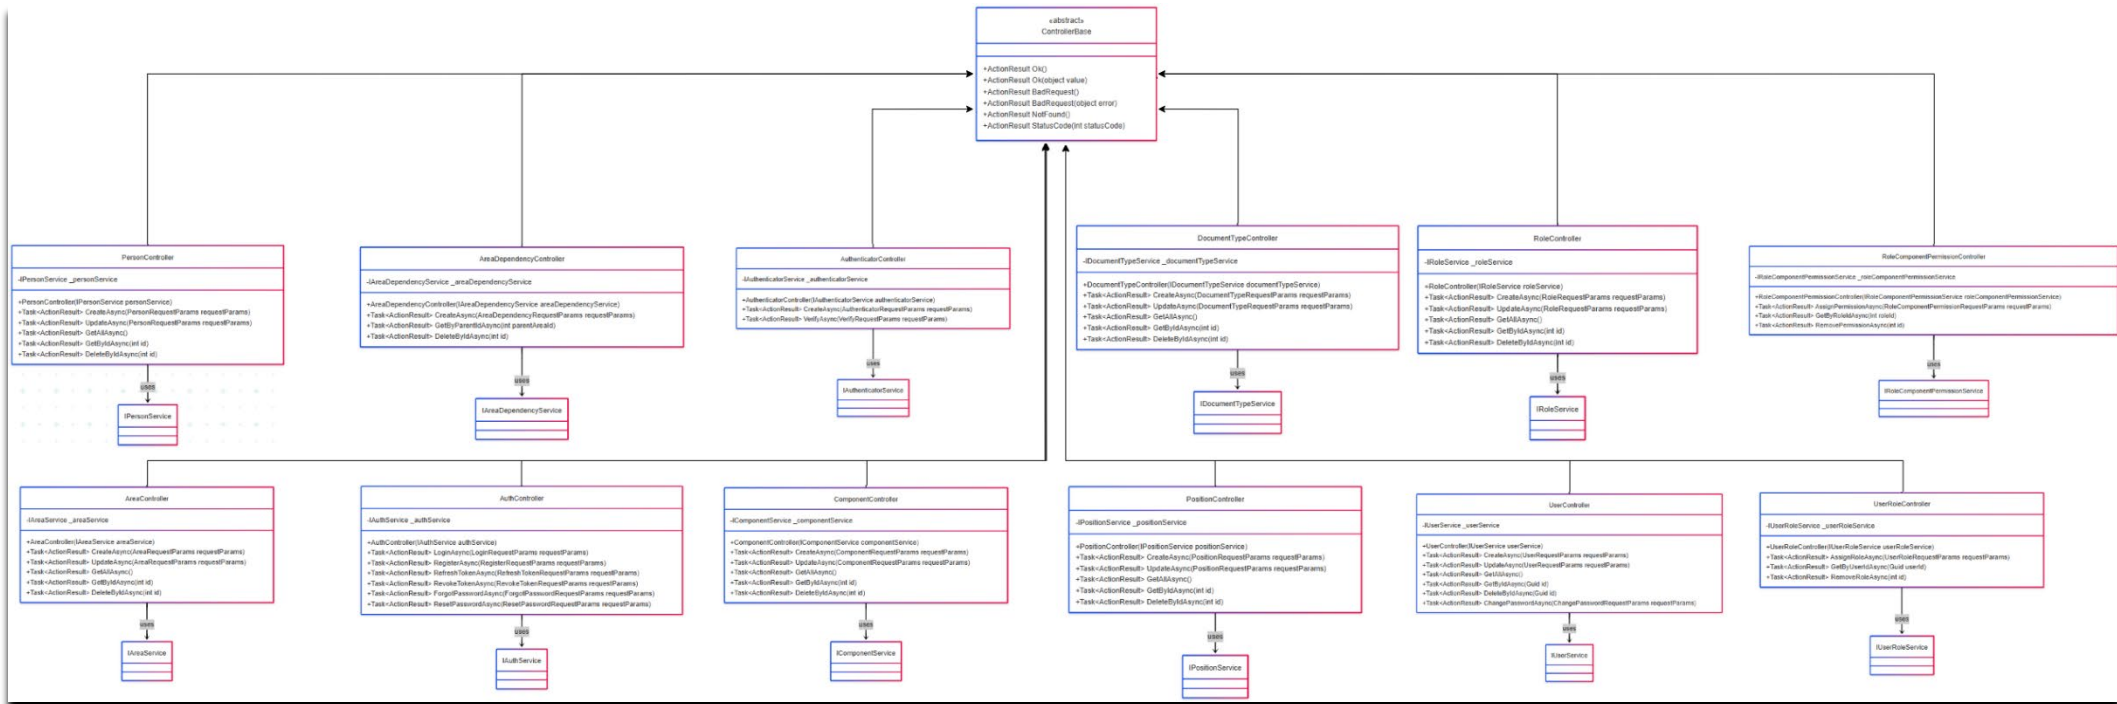 «abstract»
ControllerBase
+ActionResult Ok()
+ActionResult Ok(object value)
+ActionResult BadRequest()
+ActionResult BadRequest(object error)
+ActionResult NotFound()
+ActionResult StatusCode(int statusCode)
PersonController
-IPersonService _personService
+PersonController(IPersonService personService)
+Task<ActionResult> CreateAsync(PersonRequestParams requestParams)
+Task<ActionResult> UpdateAsync(PersonRequestParams requestParams)
+Task<ActionResult> GetAllAsync()
+Task<ActionResult> GetByIdAsync(int id)
+Task<ActionResult> DeleteByIdAsync(int id)
uses
IPersonService
AreaDependencyController
-IAreaDependencyService _areaDependencyService
+AreaDependencyController(IAreaDependencyService areaDependencyService)
+Task<ActionResult> CreateAsync(AreaDependencyRequestParams requestParams)
+Task<ActionResult> GetByParentIdAsync(int parentAreaId)
+Task<ActionResult> DeleteByIdAsync(int id)
uses
IAreaDependencyService
AuthenticatorController
-IAuthenticatorService _authenticatorService
+AuthenticatorController(IAuthenticatorService authenticatorService)
+Task<ActionResult> CreateAsync(AuthenticatorRequestParams requestParams)
+Task<ActionResult> VerifyAsync(VerifyRequestParams requestParams)
uses
IAuthenticatorService
DocumentTypeController
-IDocumentTypeService _documentTypeService
+DocumentTypeController(IDocumentTypeService documentTypeService)
+Task<ActionResult> CreateAsync(DocumentTypeRequestParams requestParams)
+Task<ActionResult> UpdateAsync(DocumentTypeRequestParams requestParams)
+Task<ActionResult> GetAllAsync()
+Task<ActionResult> GetByIdAsync(int id)
+Task<ActionResult> DeleteByIdAsync(int id)
uses
IDocumentTypeService
RoleController
-IRoleService _roleService
+RoleController(IRoleService roleService)
+Task<ActionResult> CreateAsync(RoleRequestParams requestParams)
+Task<ActionResult> UpdateAsync(RoleRequestParams requestParams)
+Task<ActionResult> GetAllAsync()
+Task<ActionResult> GetByIdAsync(int id)
+Task<ActionResult> DeleteByIdAsync(int id)
uses
IRoleService
RoleComponentPermissionController
-IRoleComponentPermissionService _roleComponentPermissionService
+RoleComponentPermissionController(IRoleComponentPermissionService roleComponentPermissionService)
+Task<ActionResult> AssignPermissionAsync(RoleComponentPermissionRequestParams requestParams)
+Task<ActionResult> GetByRoleIdAsync(int roleId)
+Task<ActionResult> RemovePermissionAsync(int id)
uses
IRoleComponentPermissionService
AreaController
-IAreaService _areaService
+AreaController(IAreaService areaService)
+Task<ActionResult> CreateAsync(AreaRequestParams requestParams)
+Task<ActionResult> UpdateAsync(AreaRequestParams requestParams)
+Task<ActionResult> GetAllAsync()
+Task<ActionResult> GetByIdAsync(int id)
+Task<ActionResult> DeleteByIdAsync(int id)
uses
IAreaService
AuthController
-IAuthService _authService
+AuthController(IAuthService authService)
+Task<ActionResult> LoginAsync(LoginRequestParams requestParams)
+Task<ActionResult> RegisterAsync(RegisterRequestParams requestParams)
+Task<ActionResult> RefreshTokenAsync(RefreshTokenRequestParams requestParams)
+Task<ActionResult> RevokeTokenAsync(RevokeTokenRequestParams requestParams)
+Task<ActionResult> ForgotPasswordAsync(ForgotPasswordRequestParams requestParams)
+Task<ActionResult> ResetPasswordAsync(ResetPasswordRequestParams requestParams)
uses
IAuthService
ComponentController
-IComponentService _componentService
+ComponentController(IComponentService componentService)
+Task<ActionResult> CreateAsync(ComponentRequestParams requestParams)
+Task<ActionResult> UpdateAsync(ComponentRequestParams requestParams)
+Task<ActionResult> GetAllAsync()
+Task<ActionResult> GetByIdAsync(int id)
+Task<ActionResult> DeleteByIdAsync(int id)
uses
IComponentService
PositionController
-IPositionService _positionService
+PositionController(IPositionService positionService)
+Task<ActionResult> CreateAsync(PositionRequestParams requestParams)
+Task<ActionResult> UpdateAsync(PositionRequestParams requestParams)
+Task<ActionResult> GetAllAsync()
+Task<ActionResult> GetByIdAsync(int id)
+Task<ActionResult> DeleteByIdAsync(int id)
uses
IPositionService
UserController
-IUserService _userService
+UserController(IUserService userService)
+Task<ActionResult> CreateAsync(UserRequestParams requestParams)
+Task<ActionResult> UpdateAsync(UserRequestParams requestParams)
+Task<ActionResult> GetAllAsync()
+Task<ActionResult> GetByIdAsync(Guid id)
+Task<ActionResult> DeleteByIdAsync(Guid id)
+Task<ActionResult> ChangePasswordAsync(ChangePasswordRequestParams requestParams)
uses
IUserService
UserRoleController
-IUserRoleService _userRoleService
+UserRoleController(IUserRoleService userRoleService)
+Task<ActionResult> AssignRoleAsync(UserRoleRequestParams requestParams)
+Task<ActionResult> GetByUserIdAsync(Guid userId)
+Task<ActionResult> RemoveRoleAsync(int id)
uses
IUserRoleService